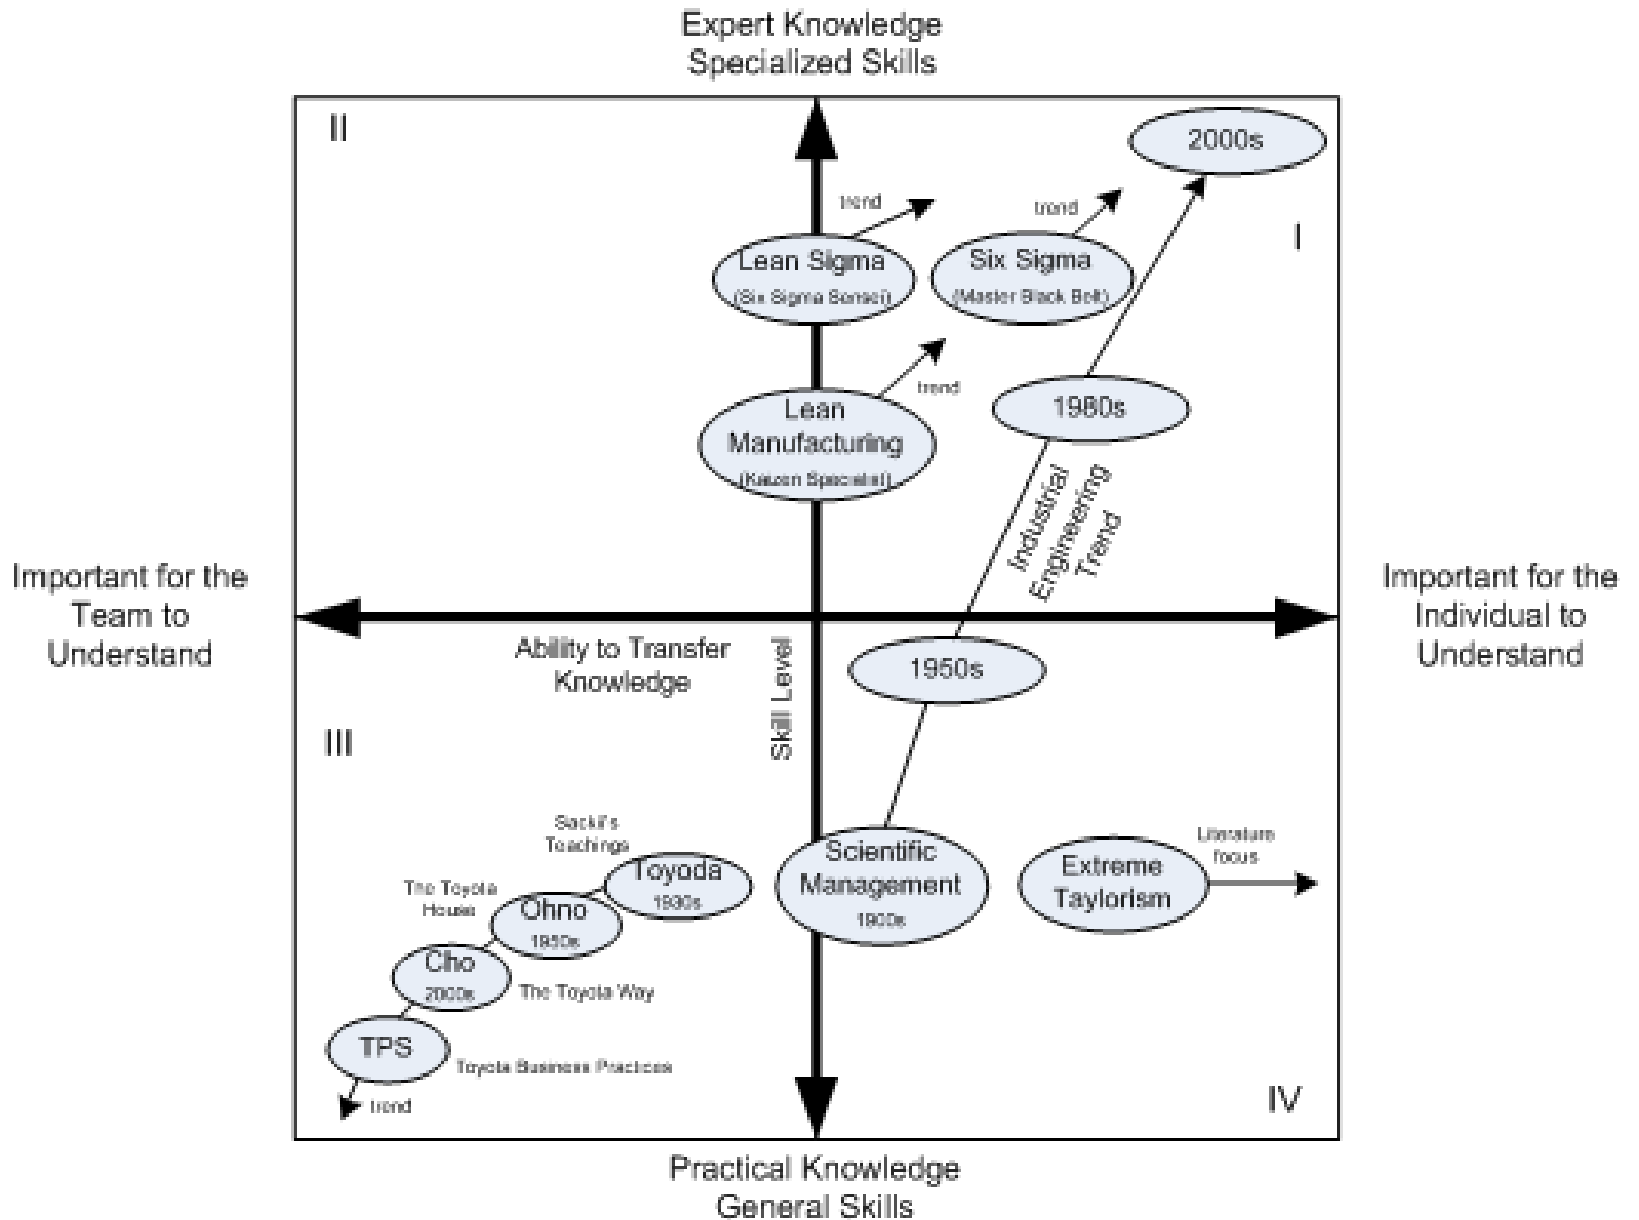 Expert Knowledge
Specialized Skills
II
2000s
trend
trend
I
Lean Sigma
(Six Sigma Sensei)
Six Sigma
(Master Black Belt)
trend
Lean
Manufacturing
(Kaizen Specialist)
1980s
Industrial
Engineering
Trend
Important for the
Team to
Understand
Important for the
Individual to
Understand
Ability to Transfer
Knowledge
Skill Level
1950s
III
Teachings
Toyoda
1930s
The Toyota
House
Ohno
1950s
Cho
2000s
The Toyota Way
TPS
Toyota Business Practices
trend
Scientific
Management
1900s
Extreme
Taylorism
Literature
focus
IV
Practical Knowledge
General Skills